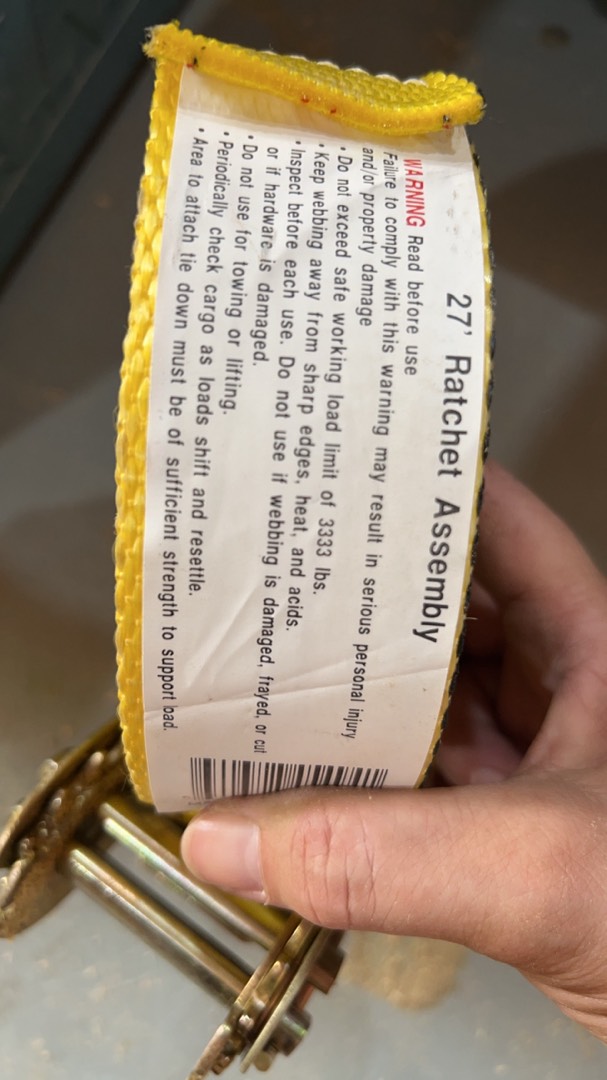 27' Ratchet Assembly
WARNING Read before use
Failure to comply with this warning may result in serious personal injury
and/or property damage
• Do not exceed safe working load limit of 3333 lbs.
• Keep webbing away from sharp edges, heat, and acids.
• Inspect before each use. Do not use if webbing is damaged, frayed, or cut
or if hardware is damaged.
• Do not use for towing or lifting.
• Periodically check cargo as loads shift and resettle.
• Area to attach tie down must be of sufficient strength to support bad.